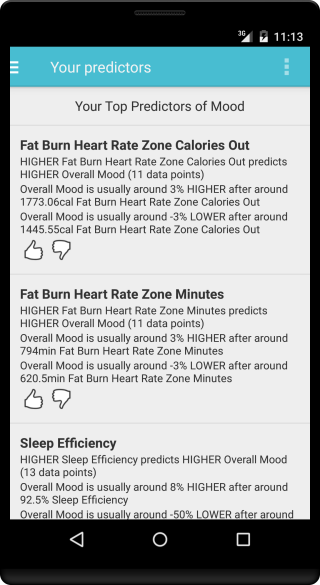 3G 11:13
Your predictors
Your Top Predictors of Mood
Fat Burn Heart Rate Zone Calories Out
HIGHER Fat Burn Heart Rate Zone Calories Out predicts
HIGHER Overall Mood (11 data points)
Overall Mood is usually around 3% HIGHER after around
1773.06cal Fat Burn Heart Rate Zone Calories Out
Overall Mood is usually around -3% LOWER after around
1445.55cal Fat Burn Heart Rate Zone Calories Out
Fat Burn Heart Rate Zone Minutes
HIGHER Fat Burn Heart Rate Zone Minutes predicts
HIGHER Overall Mood (11 data points)
Overall Mood is usually around 3% HIGHER after around
794min Fat Burn Heart Rate Zone Minutes
Overall Mood is usually around -3% LOWER after around
620.5min Fat Burn Heart Rate Zone Minutes
Sleep Efficiency
HIGHER Sleep Efficiency predicts HIGHER Overall Mood
(13 data points)
Overall Mood is usually around 8% HIGHER after around
92.5% Sleep Efficiency
Overall Mood is usually around -50% LOWER after around